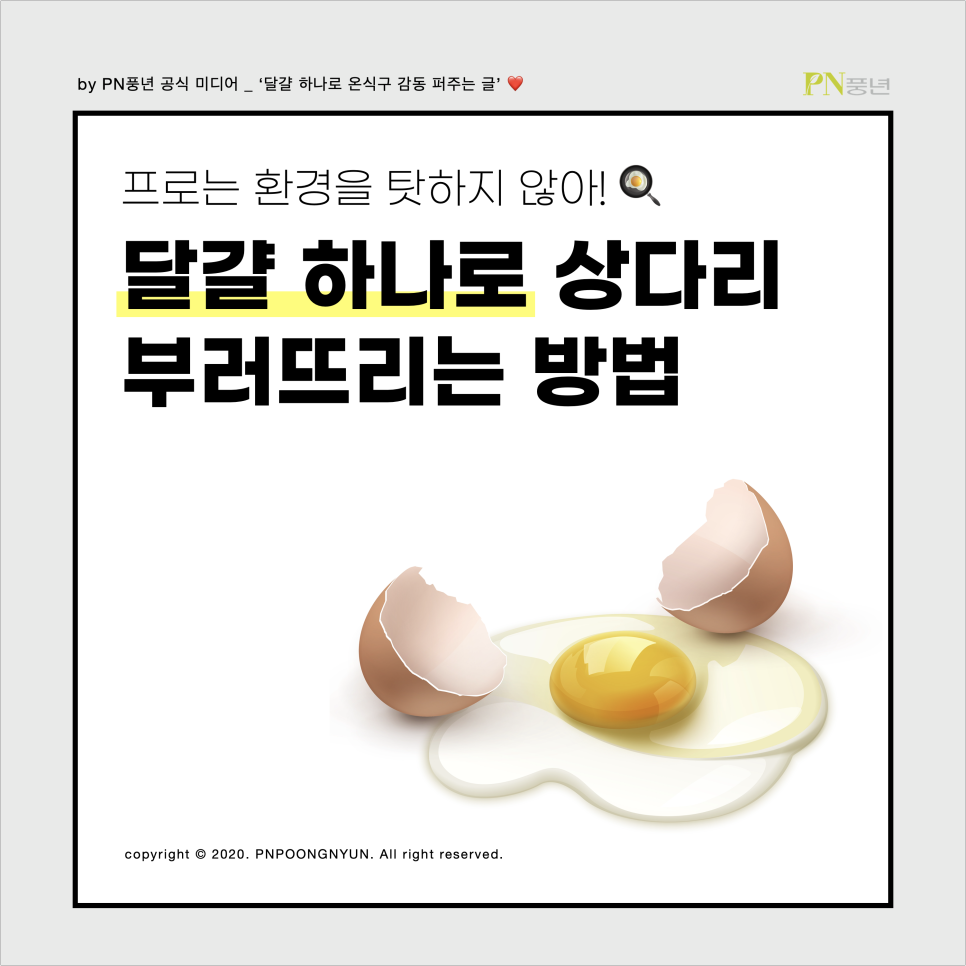 by PN풍년 공식 미디어 _ ‘달걀 하나로 온식구 감동 퍼주는 글’ ❤️
PN풍년
프로는 환경을 탓하지 않아! 🍳
달걀 하나로 상다리
부러뜨리는 방법
copyright © 2020. PNPOONGNYUN. All right reserved.